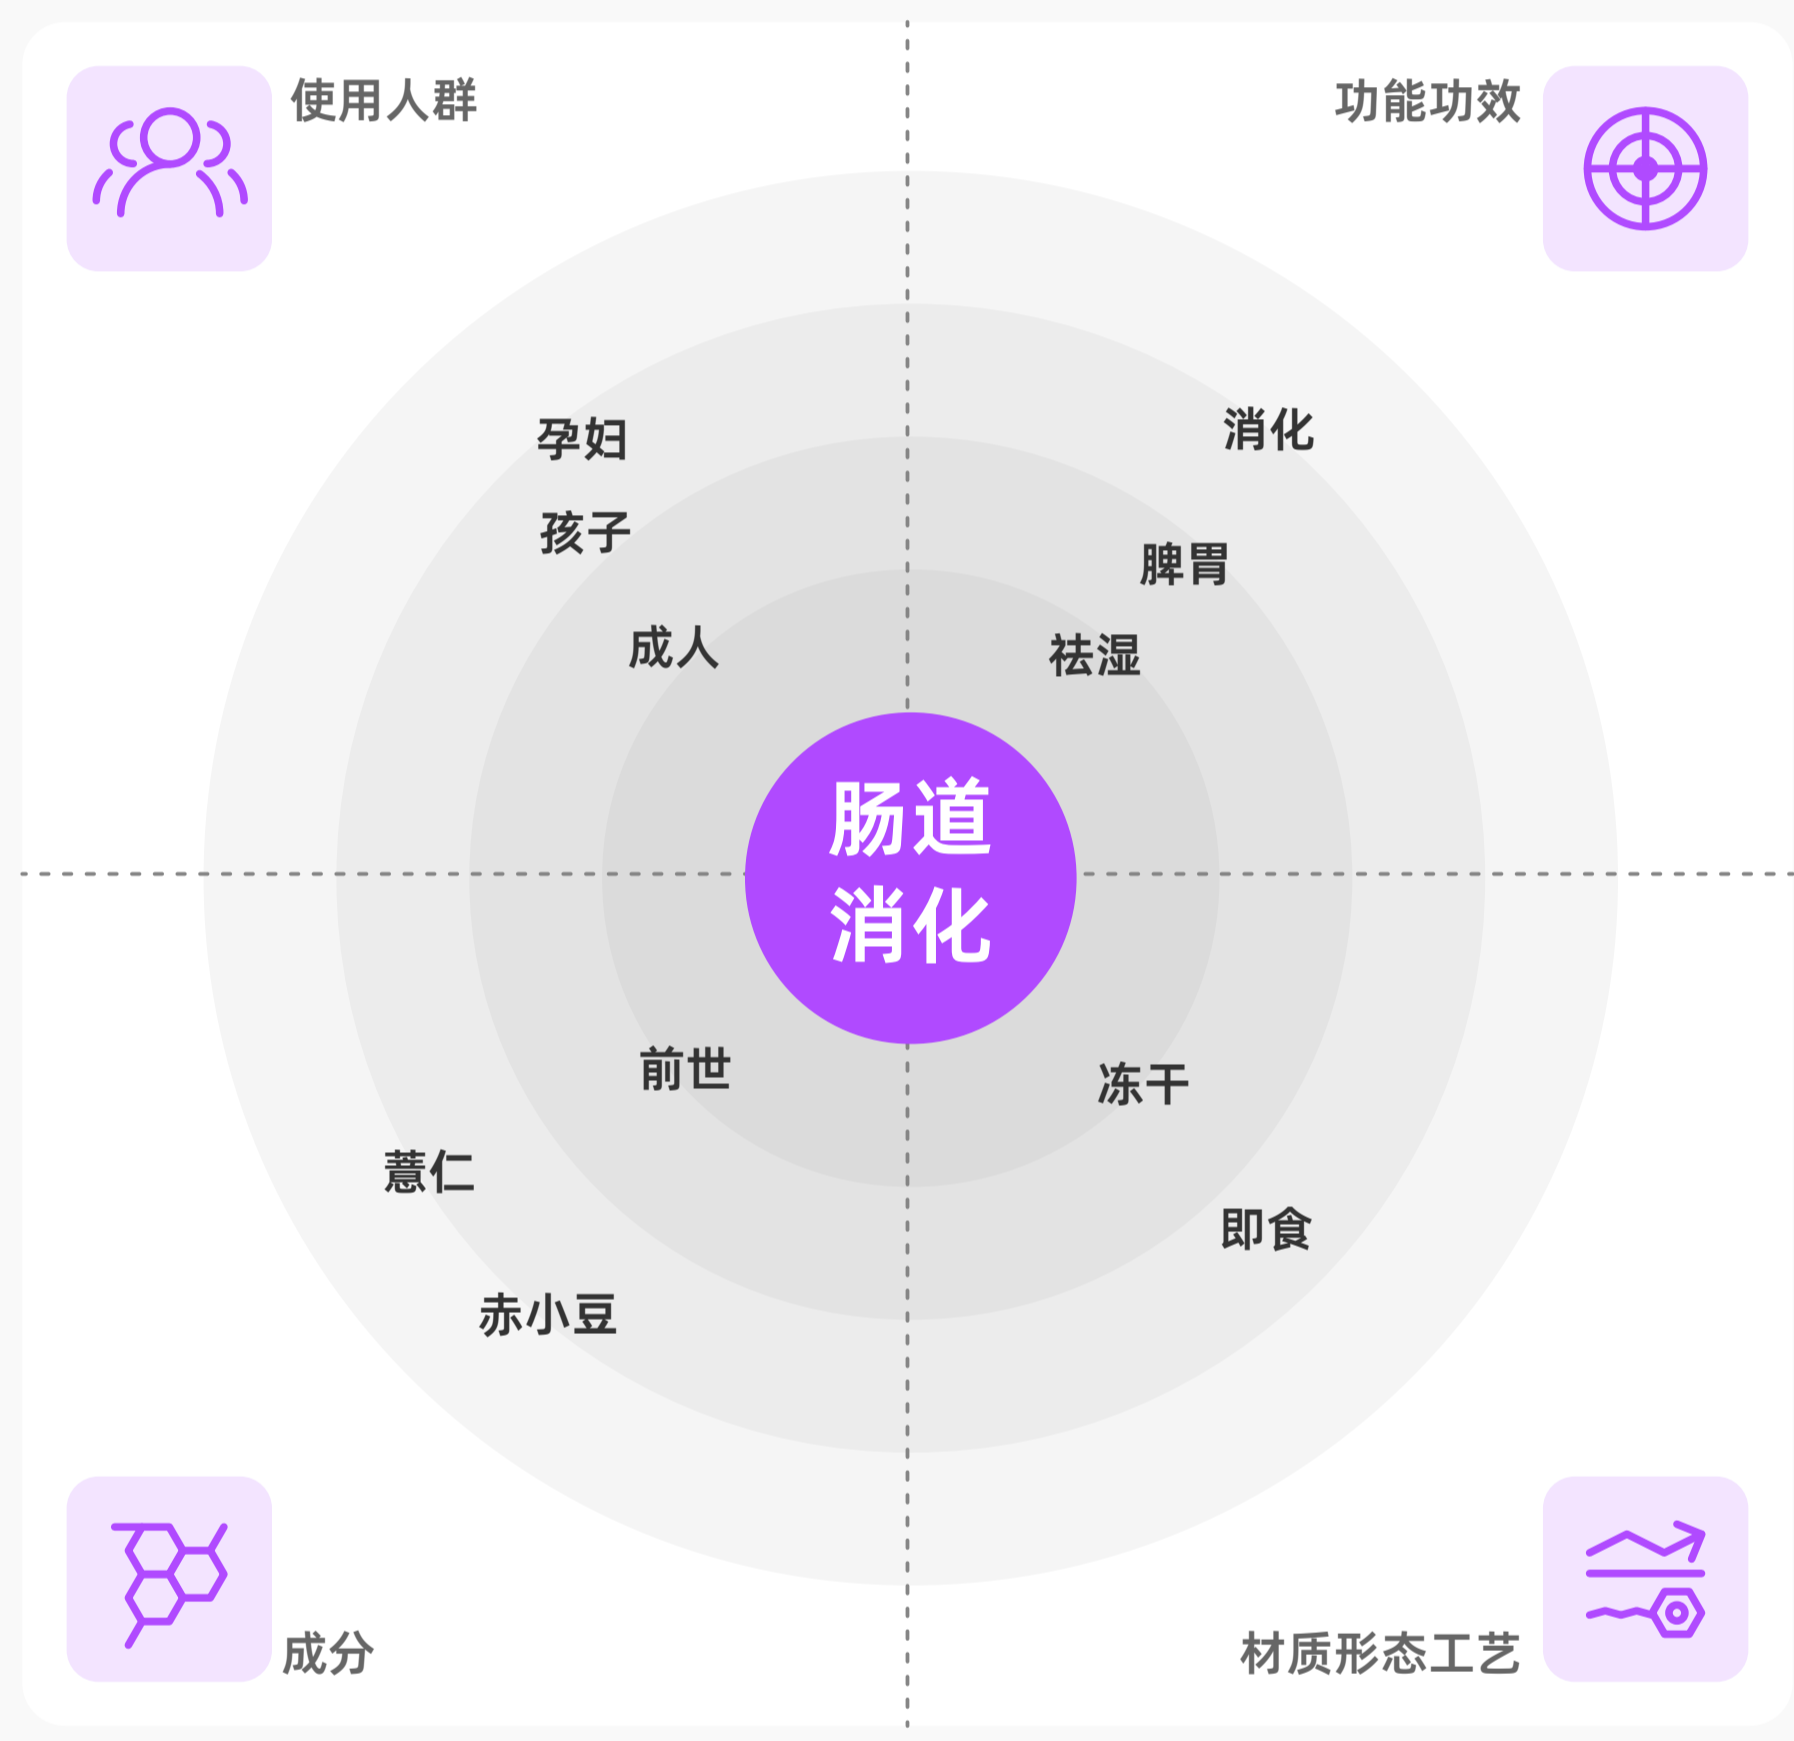 使用人群
功能功效
孕妇
消化
孩子
脾胃
成人
祛湿
肠道
消化
前世
冻干
薏仁
即食
赤小豆
成分
材质形态工艺